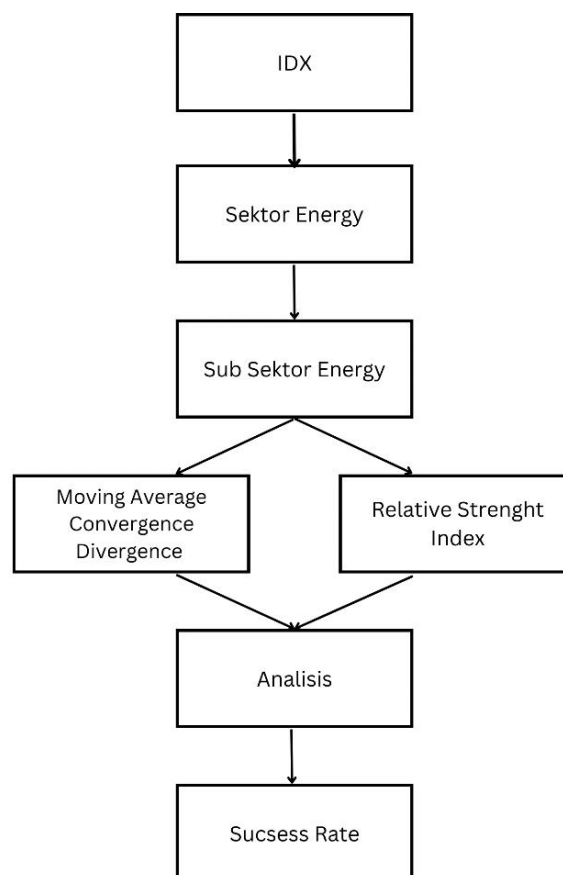 IDX
Sektor Energy
Sub Sektor Energy
Moving Average
Convergence
Divergence
Relative Strenght
Index
Analisis
Sucsess Rate